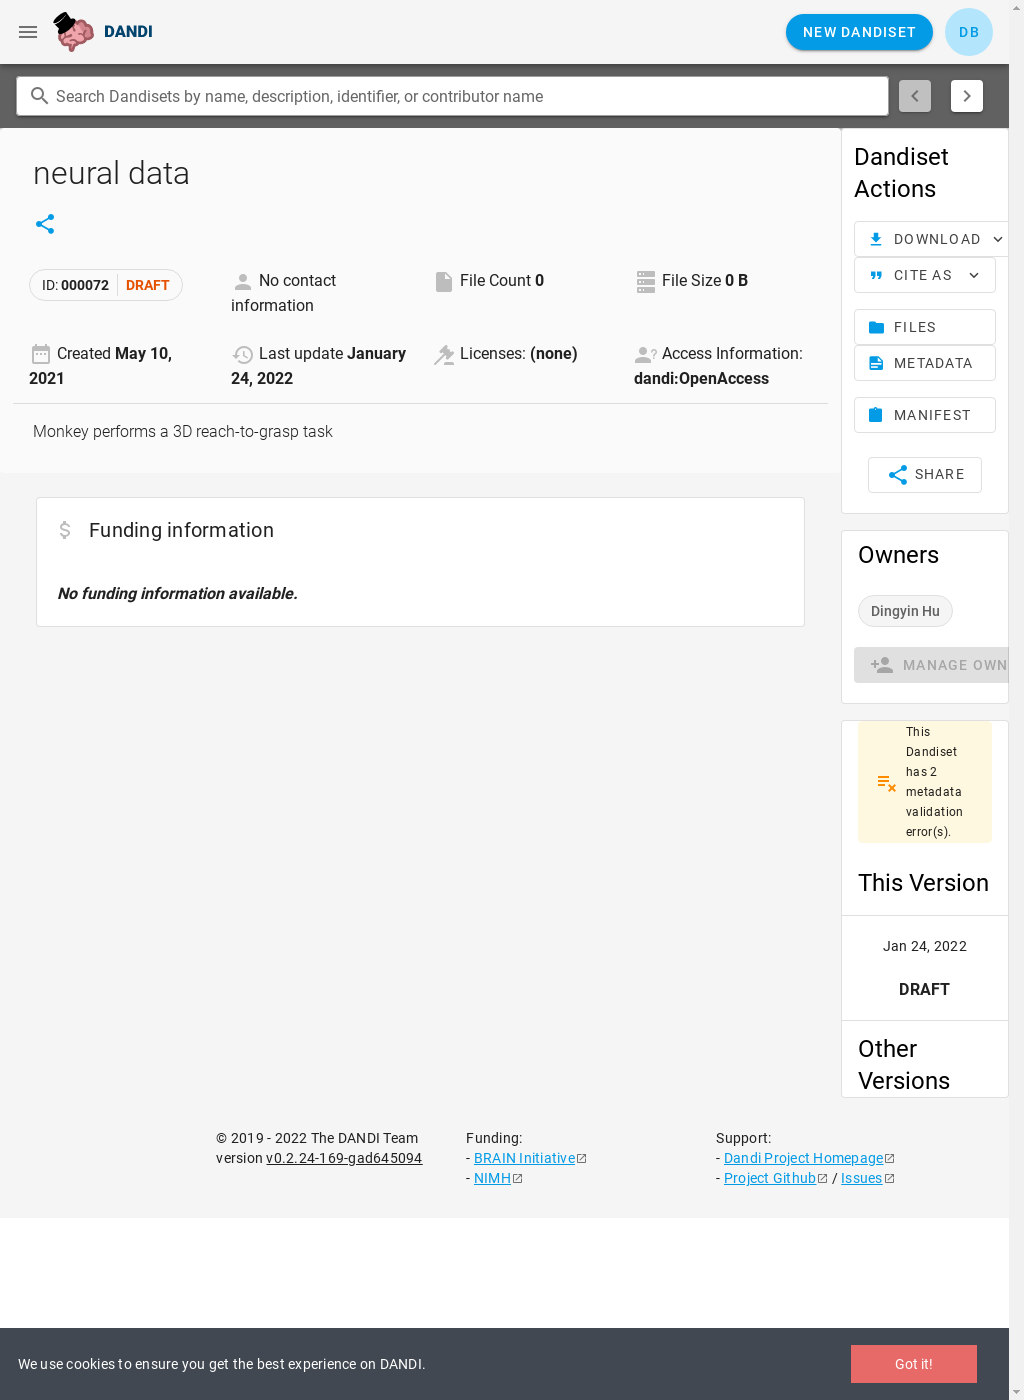 DANDI
NEW DANDISET
DB
Search Dandisets by name, description, identifier, or contributor name
neural data
ID: 000072 DRAFT
No contact
information
File Count 0
File Size 0 B
Created May 10,
2021
Last update January
24, 2022
Licenses: (none)
Access Information:
dandi:OpenAccess
Monkey performs a 3D reach-to-grasp task
Funding information
No funding information available.
Dandiset
Actions
DOWNLOAD
CITE AS
FILES
METADATA
MANIFEST
SHARE
Owners
Dingyin Hu
MANAGE OWN
This
Dandiset
has 2
metadata
validation
error(s).
This Version
Jan 24, 2022
DRAFT
Other
Versions
© 2019 - 2022 The DANDI Team
version v0.2.24-169-gad645094
Funding:
- BRAIN Initiative
- NIMH
Support:
- Dandi Project Homepage
- Project Github / Issues
We use cookies to ensure you get the best experience on DANDI.
Got it!